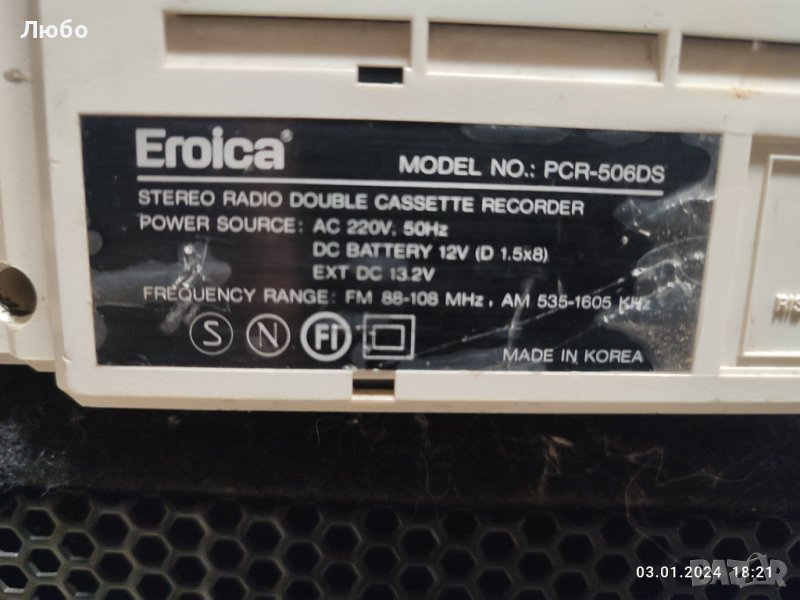 Любо
Eroica
MODEL NO.: PCR-506DS
STEREO RADIO DOUBLE CASSETTE RECORDER
POWER SOURCE: AC 220V, 50Hz
DC BATTERY 12V (D 1.5x8)
EXT DC 13.2V
FREQUENCY RANGE: FM 88-108 MHz, AM 535-1605 KHz
S N FI
MADE IN KOREA
03.01.2024 18:21
BAZAR